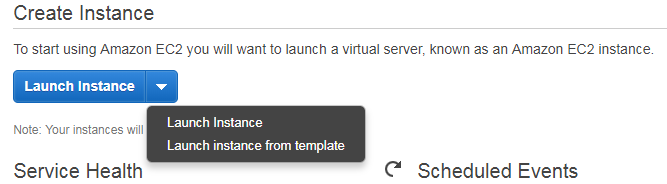 Create Instance
To start using Amazon EC2 you will want to launch a virtual server, known as an Amazon EC2 instance.
Launch Instance
Launch Instance
Launch instance from template
Note: Your instances will
Service Health
Scheduled Events